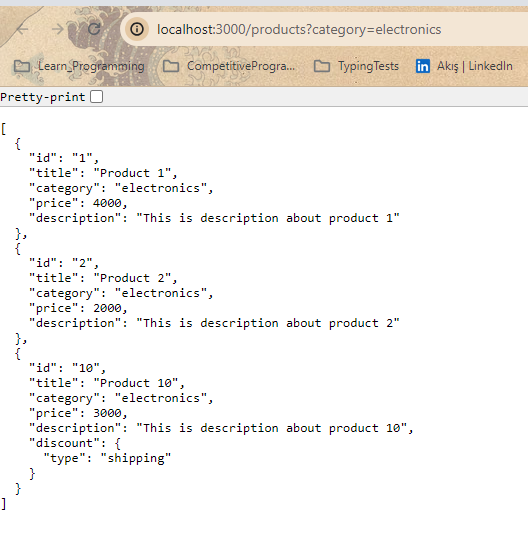 localhost:3000/products?category=electronics
Learn_Programming CompetitiveProgra... TypingTests in Akış | LinkedIn
Pretty-print
[
  {
    "id": "1",
    "title": "Product 1",
    "category": "electronics",
    "price": 4000,
    "description": "This is description about product 1"
  },
  {
    "id": "2",
    "title": "Product 2",
    "category": "electronics",
    "price": 2000,
    "description": "This is description about product 2"
  },
  {
    "id": "10",
    "title": "Product 10",
    "category": "electronics",
    "price": 3000,
    "description": "This is description about product 10",
    "discount": {
      "type": "shipping"
    }
  }
]